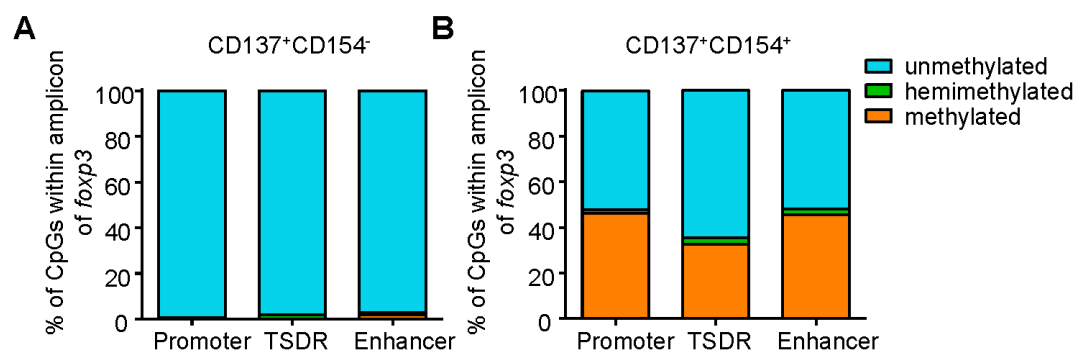 A
CD137⁺CD154⁻
% of CpGs within amplicon
of foxp3
100
80
60
40
20
0
Promoter TSDR Enhancer
B
CD137⁺CD154⁺
% of CpGs within amplicon
of foxp3
100
80
60
40
20
0
Promoter TSDR Enhancer
unmethylated
hemimethylated
methylated